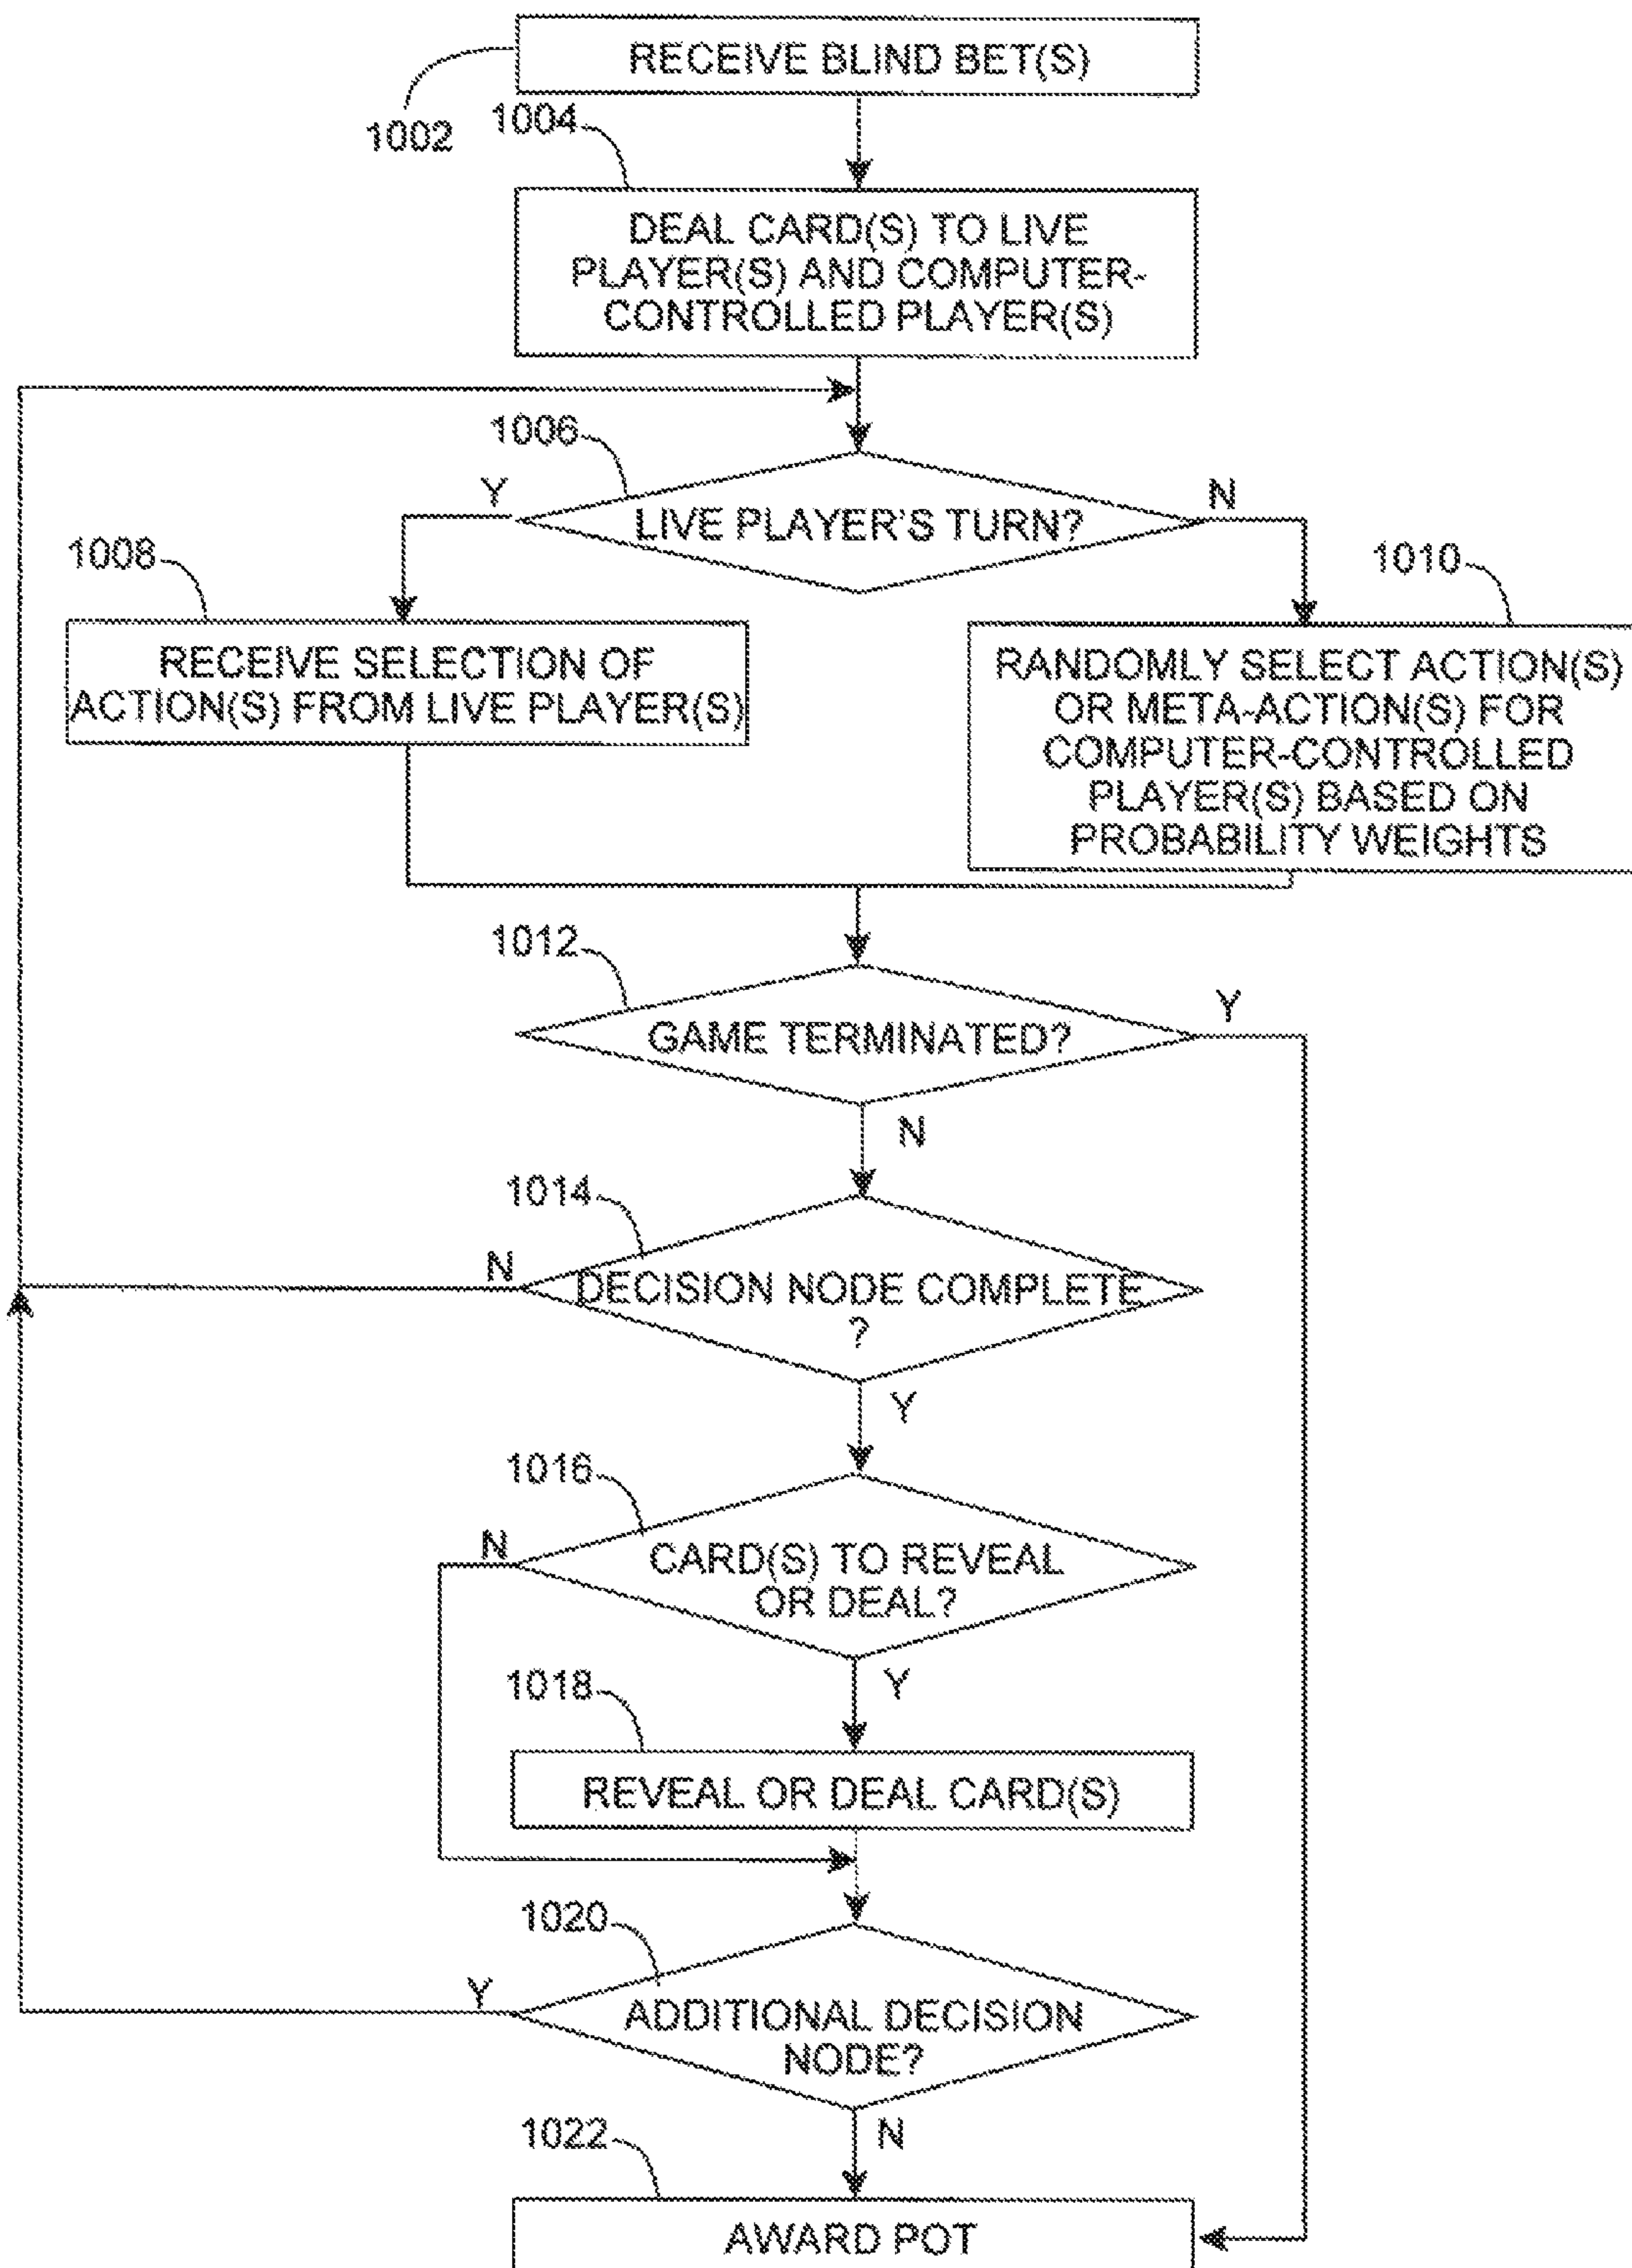 RECEIVE BLIND BET(S)
1002
1004
DEAL CARD(S) TO LIVE
PLAYER(S) AND COMPUTER-
CONTROLLED PLAYER(S)
1006
Y
N
LIVE PLAYER'S TURN?
1008
1010
RECEIVE SELECTION OF
ACTION(S) FROM LIVE PLAYER(S)
RANDOMLY SELECT ACTION(S)
OR META-ACTION(S) FOR
COMPUTER-CONTROLLED
PLAYER(S) BASED ON
PROBABILITY WEIGHTS
1012
Y
GAME TERMINATED?
N
1014
N
DECISION NODE COMPLETE
?
Y
1016
N
CARD(S) TO REVEAL
OR DEAL?
Y
1018
REVEAL OR DEAL CARD(S)
1020
Y
ADDITIONAL DECISION
NODE?
N
1022
AWARD POT